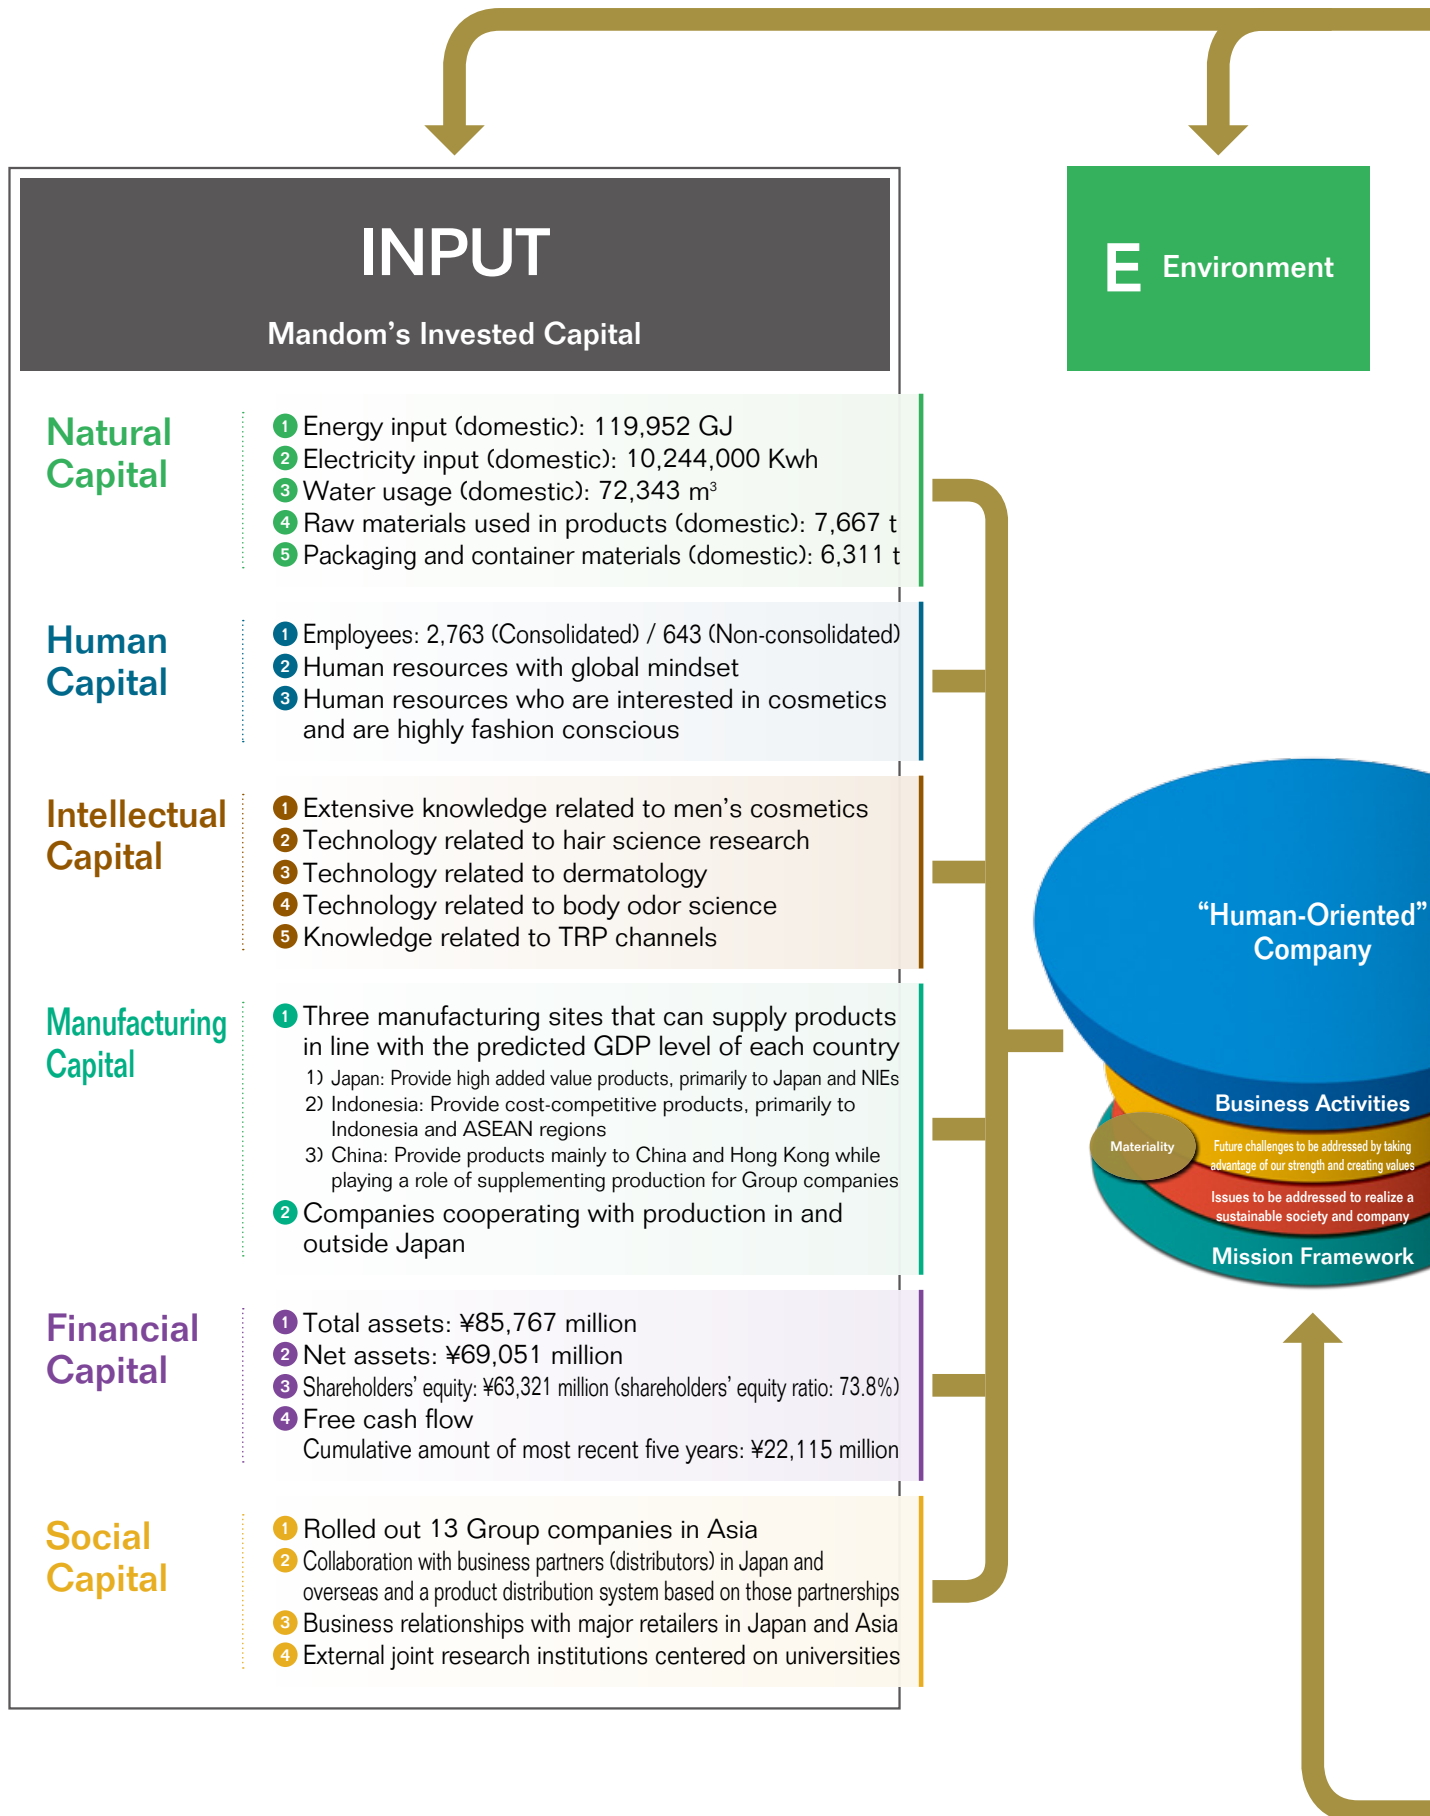 INPUT
Mandom's Invested Capital
E Environment
Natural
Capital
1 Energy input (domestic): 119,952 GJ
2 Electricity input (domestic): 10,244,000 Kwh
3 Water usage (domestic): 72,343 m³
4 Raw materials used in products (domestic): 7,667 t
5 Packaging and container materials (domestic): 6,311 t
Human
Capital
1 Employees: 2,763 (Consolidated) / 643 (Non-consolidated)
2 Human resources with global mindset
3 Human resources who are interested in cosmetics
and are highly fashion conscious
Intellectual
Capital
1 Extensive knowledge related to men's cosmetics
2 Technology related to hair science research
3 Technology related to dermatology
4 Technology related to body odor science
5 Knowledge related to TRP channels
Manufacturing
Capital
1 Three manufacturing sites that can supply products
in line with the predicted GDP level of each country
1) Japan: Provide high added value products, primarily to Japan and NIEs
2) Indonesia: Provide cost-competitive products, primarily to
Indonesia and ASEAN regions
3) China: Provide products mainly to China and Hong Kong while
playing a role of supplementing production for Group companies
2 Companies cooperating with production in and
outside Japan
Financial
Capital
1 Total assets: ¥85,767 million
2 Net assets: ¥69,051 million
3 Shareholders' equity: ¥63,321 million (shareholders' equity ratio: 73.8%)
4 Free cash flow
Cumulative amount of most recent five years: ¥22,115 million
Social
Capital
1 Rolled out 13 Group companies in Asia
2 Collaboration with business partners (distributors) in Japan and
overseas and a product distribution system based on those partnerships
3 Business relationships with major retailers in Japan and Asia
4 External joint research institutions centered on universities
“Human-Oriented”
Company
Business Activities
Materiality
Future challenges to be addressed by taking
advantage of our strength and creating values
Issues to be addressed to realize a
sustainable society and company
Mission Framework